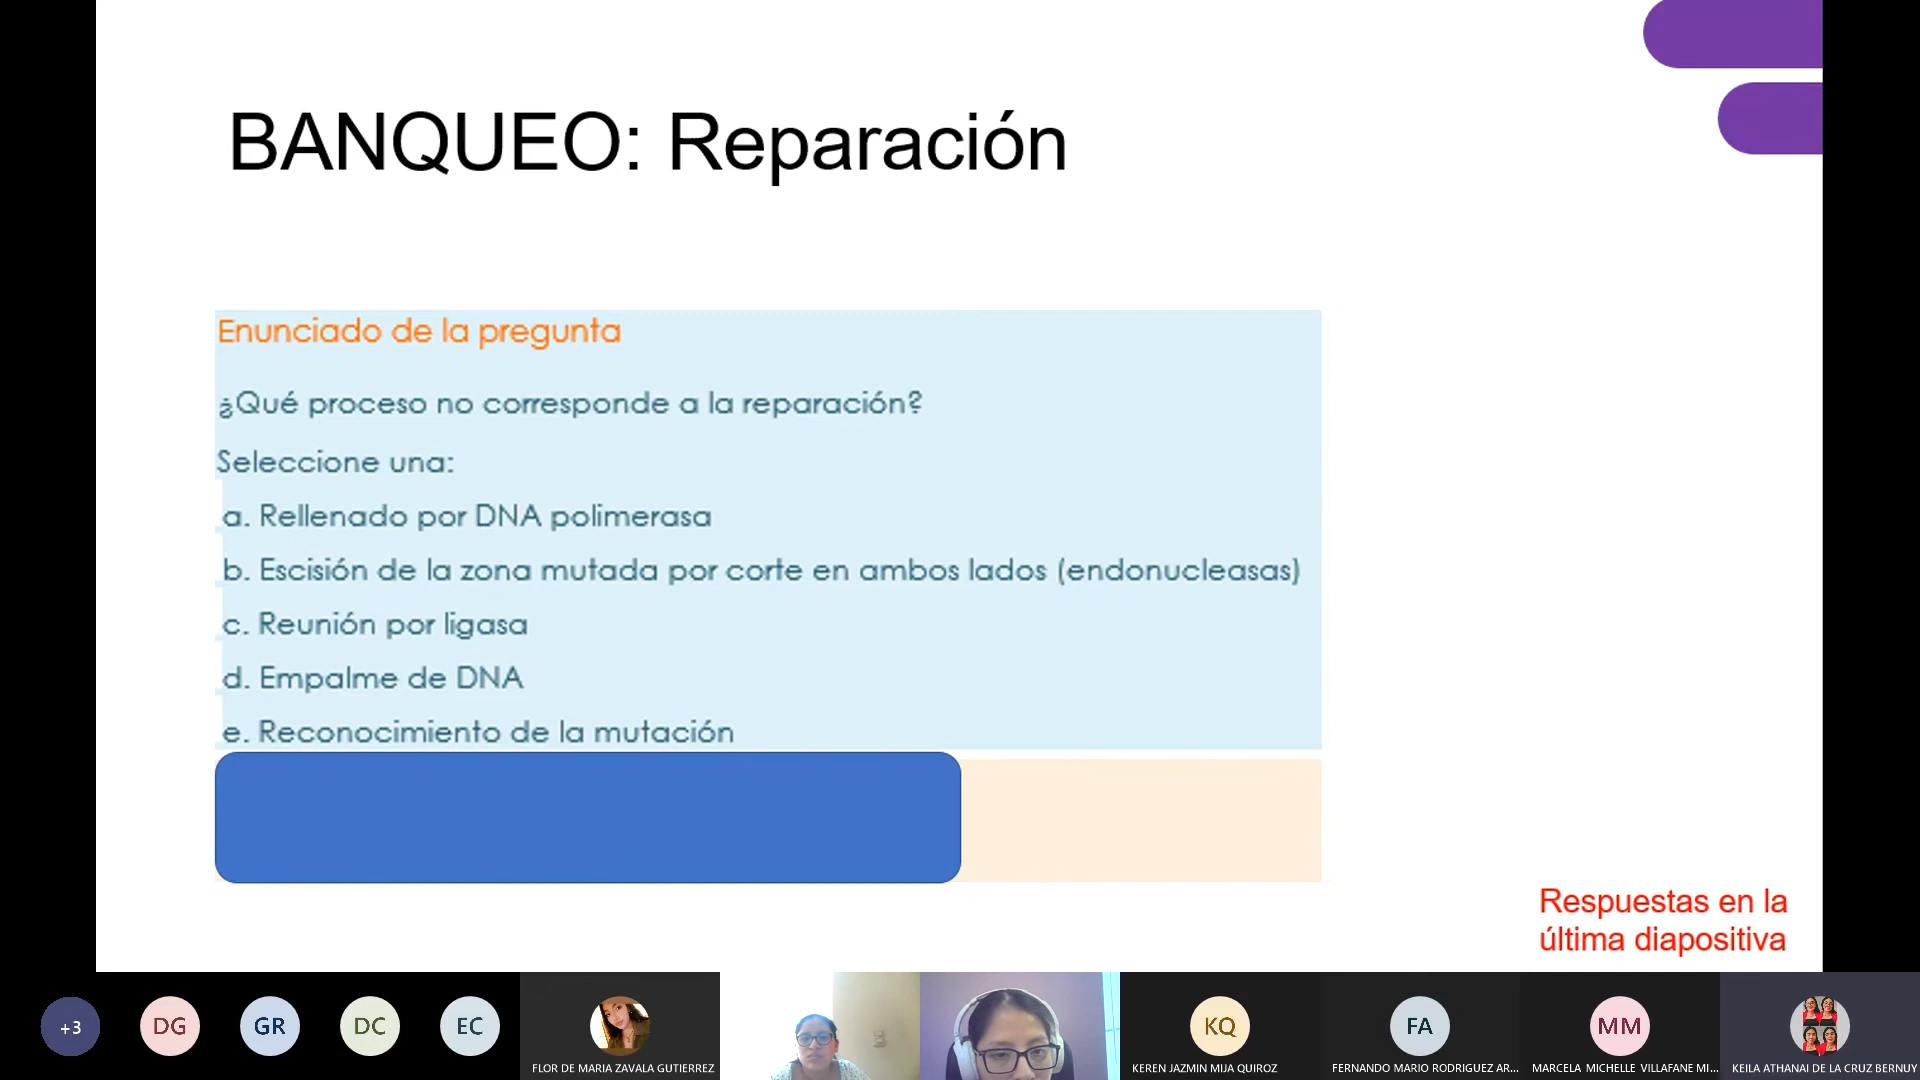 BANQUEO: Reparación
Enunciado de la pregunta
¿Qué proceso no corresponde a la reparación?
Seleccione una:
a. Rellenado por DNA polimerasa
b. Escisión de la zona mutada por corte en ambos lados (endonucleasas)
c. Reunión por ligasa
d. Empalme de DNA
e. Reconocimiento de la mutación
Respuestas en la
última diapositiva
+3
DG
GR
DC
EC
FLOR DE MARIA ZAVALA GUTIERREZ
KQ
KEREN JAZMIN MIJA QUIROZ
FA
FERNANDO MARIO RODRIGUEZ AR...
MM
MARCELA MICHELLE VILLAFANE MI...
KEILA ATHANAI DE LA CRUZ BERNUY